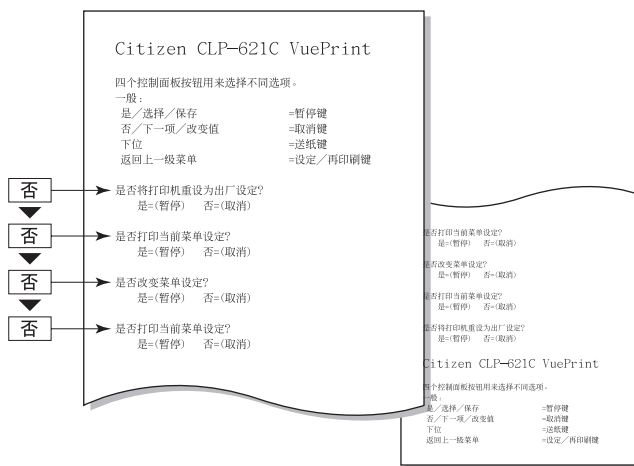 Citizen CLP-621C VuePrint
四个控制面板按钮用来选择不同选项。
一般：
是／选择／保存 =暂停键
否／下一项／改变值 =取消键
下位 =送纸键
返回上一级菜单 =设定／再印刷键
否
是否将打印机重设为出厂设定?
是=(暂停) 否=(取消)
否
是否打印当前菜单设定?
是=(暂停) 否=(取消)
否
是否改变菜单设定?
是=(暂停) 否=(取消)
否
是否打印当前菜单设定?
是=(暂停) 否=(取消)
是否打印当前菜单设定?
是=(暂停) 否=(取消)
是否改变菜单设定?
是=(暂停) 否=(取消)
是否打印当前菜单设定?
是=(暂停) 否=(取消)
是否将打印机重设为出厂设定?
是=(暂停) 否=(取消)
Citizen CLP-621C VuePrint
四个控制面板按钮用来选择不同选项。
一般：
是／选择／保存 =暂停键
否／下一项／改变值 =取消键
下位 =送纸键
返回上一级菜单 =设定／再印刷键